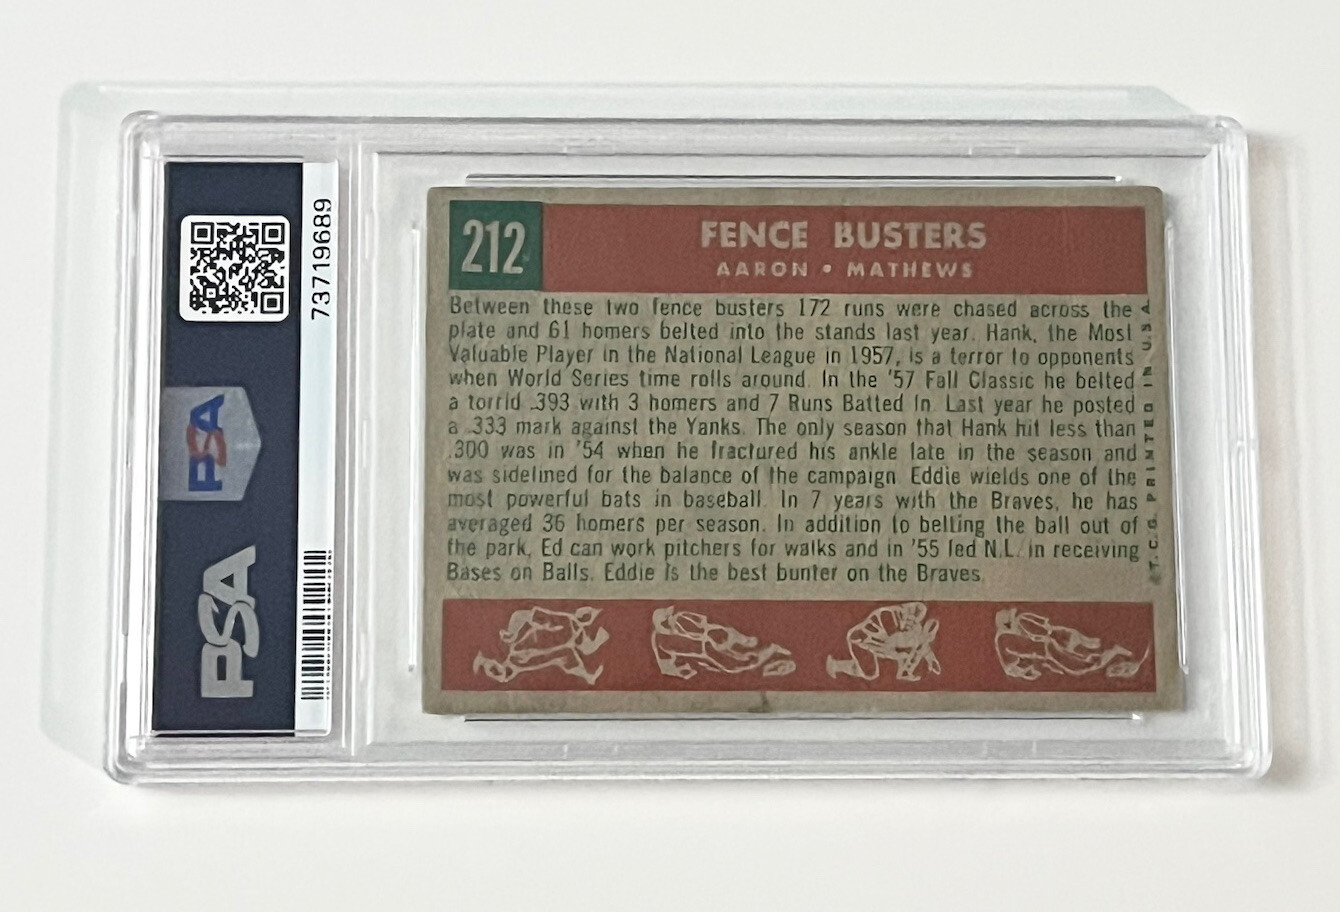 PSA
PSA
73719689
212
FENCE BUSTERS
AARON • MATHEWS
Between these two fence busters 172 runs were chased across the
plate and 61 homers belted into the stands last year. Hank, the Most
Valuable Player in the National League in 1957, is a terror to opponents
when World Series time rolls around. In the '57 Fall Classic he belted
a torrid .393 with 3 homers and 7 Runs Batted In. Last year he posted
a .333 mark against the Yanks. The only season that Hank hit less than
.300 was in '54 when he fractured his ankle late in the season and
was sidelined for the balance of the campaign. Eddie wields one of the
most powerful bats in baseball. In 7 years with the Braves, he has
averaged 36 homers per season. In addition to belting the ball out of
the park, Ed can work pitchers for walks and in '55 led N.L. in receiving
Bases on Balls. Eddie is the best bunter on the Braves.
© T. C. G. PRINTED IN U.S.A.